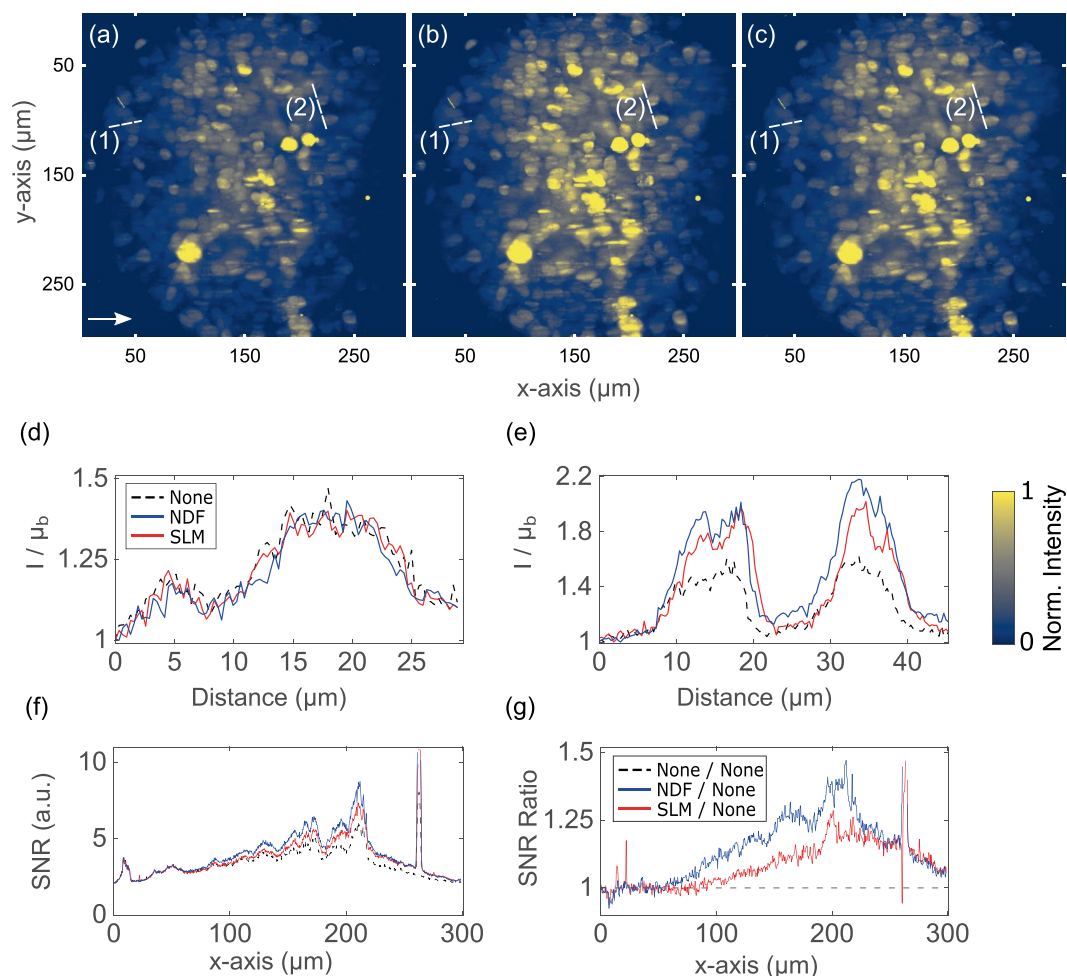 (a) (b) (c)
(1) (2) (1) (2) (1) (2)
50
150
250
y-axis (µm)
50 150 250 50 150 250 50 150 250
x-axis (µm)
(d)
1.5
1.25
1
I / µb
None
NDF
SLM
0 5 10 15 20 25
Distance (µm)
(e)
2.2
1.8
1.4
1
I / µb
0 10 20 30 40
Distance (µm)
1
0
Norm. Intensity
(f)
10
5
0
SNR (a.u.)
0 100 200 300
x-axis (µm)
(g)
1.5
1.25
1
SNR Ratio
None / None
NDF / None
SLM / None
0 100 200 300
x-axis (µm)